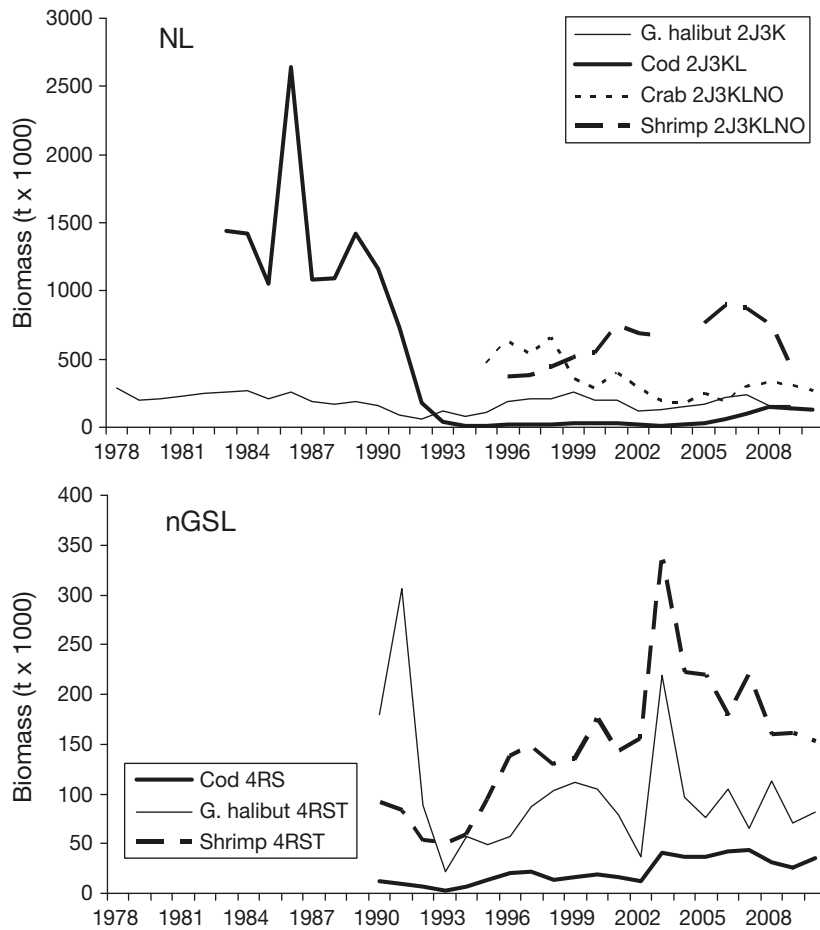 NL
G. halibut 2J3K
Cod 2J3KL
Crab 2J3KLNO
Shrimp 2J3KLNO
Biomass (t x 1000)
3000
2500
2000
1500
1000
500
0
1978 1981 1984 1987 1990 1993 1996 1999 2002 2005 2008
nGSL
Biomass (t x 1000)
400
350
300
250
200
150
100
50
0
Cod 4RS
G. halibut 4RST
Shrimp 4RST
1978 1981 1984 1987 1990 1993 1996 1999 2002 2005 2008